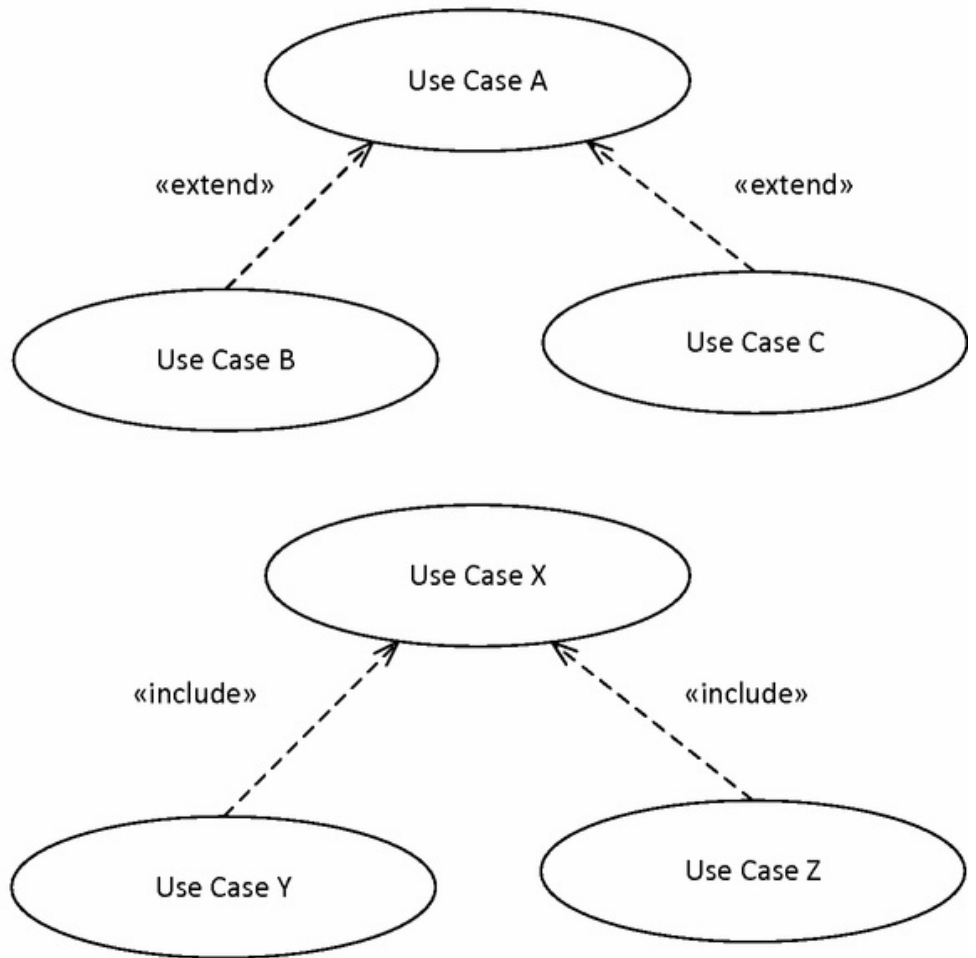 Use Case A
«extend»
«extend»
Use Case B
Use Case C
Use Case X
«include»
«include»
Use Case Y
Use Case Z